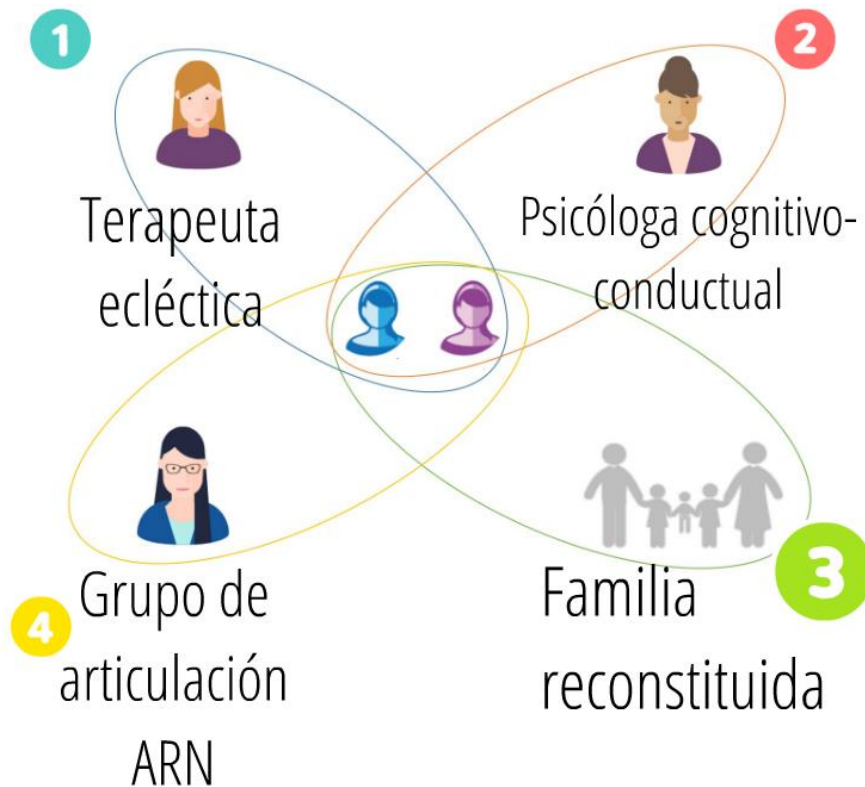 1
Terapeuta
ecléctica
2
Psicóloga cognitivo-
conductual
Grupo de
4
articulación
ARN
3
Familia
reconstituida